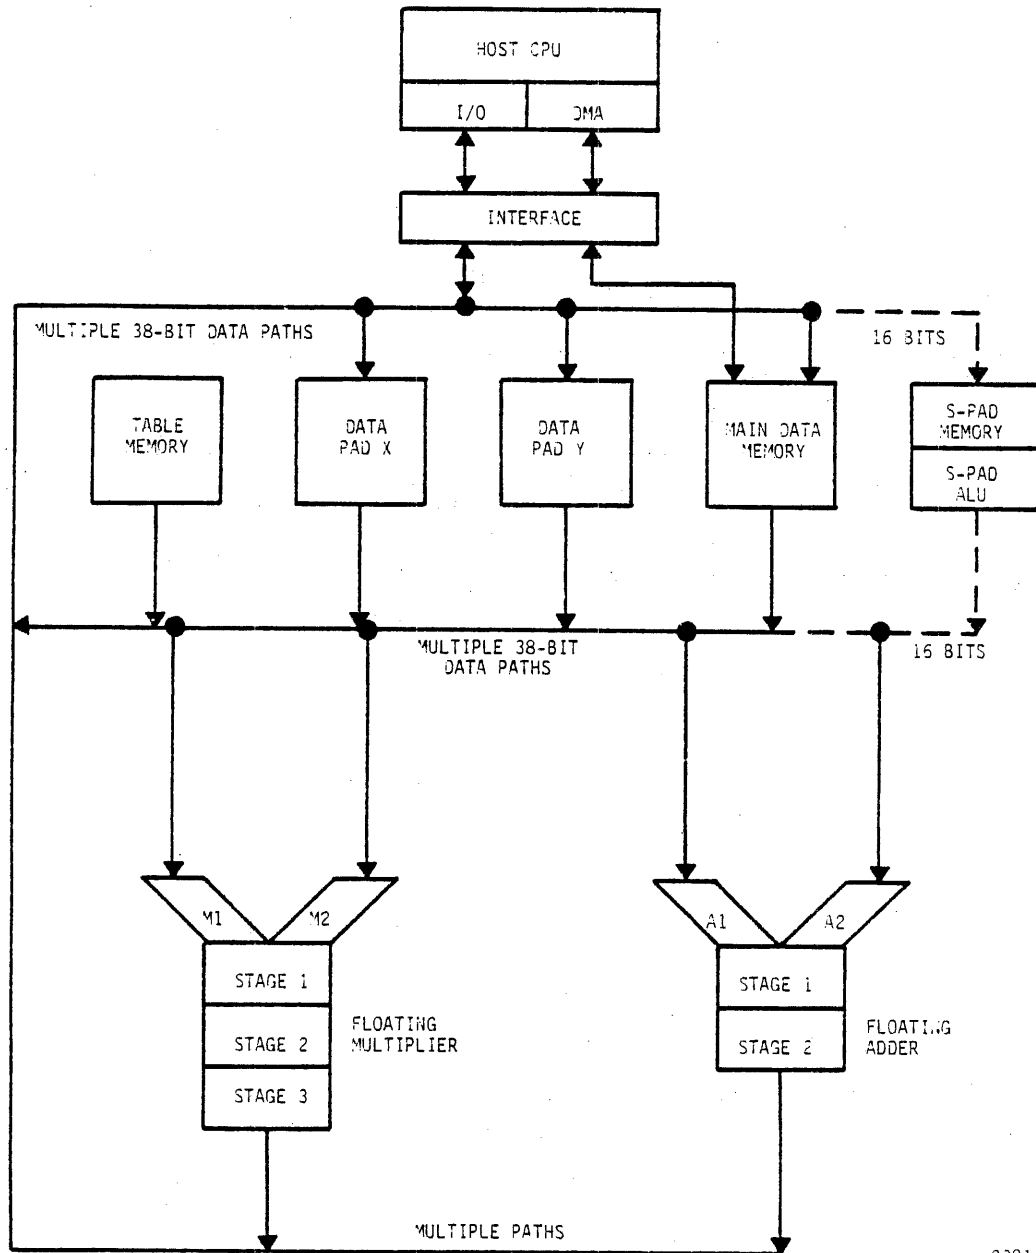 HOST CPU
I/O
DMA
INTERFACE
MULTIPLE 38-BIT DATA PATHS
16 BITS
TABLE
MEMORY
DATA
PAD X
DATA
PAD Y
MAIN DATA
MEMORY
S-PAD
MEMORY
S-PAD
ALU
MULTIPLE 38-BIT
DATA PATHS
16 BITS
M1
M2
A1
A2
STAGE 1
STAGE 2
STAGE 3
FLOATING
MULTIPLIER
STAGE 1
STAGE 2
FLOATING
ADDER
MULTIPLE PATHS